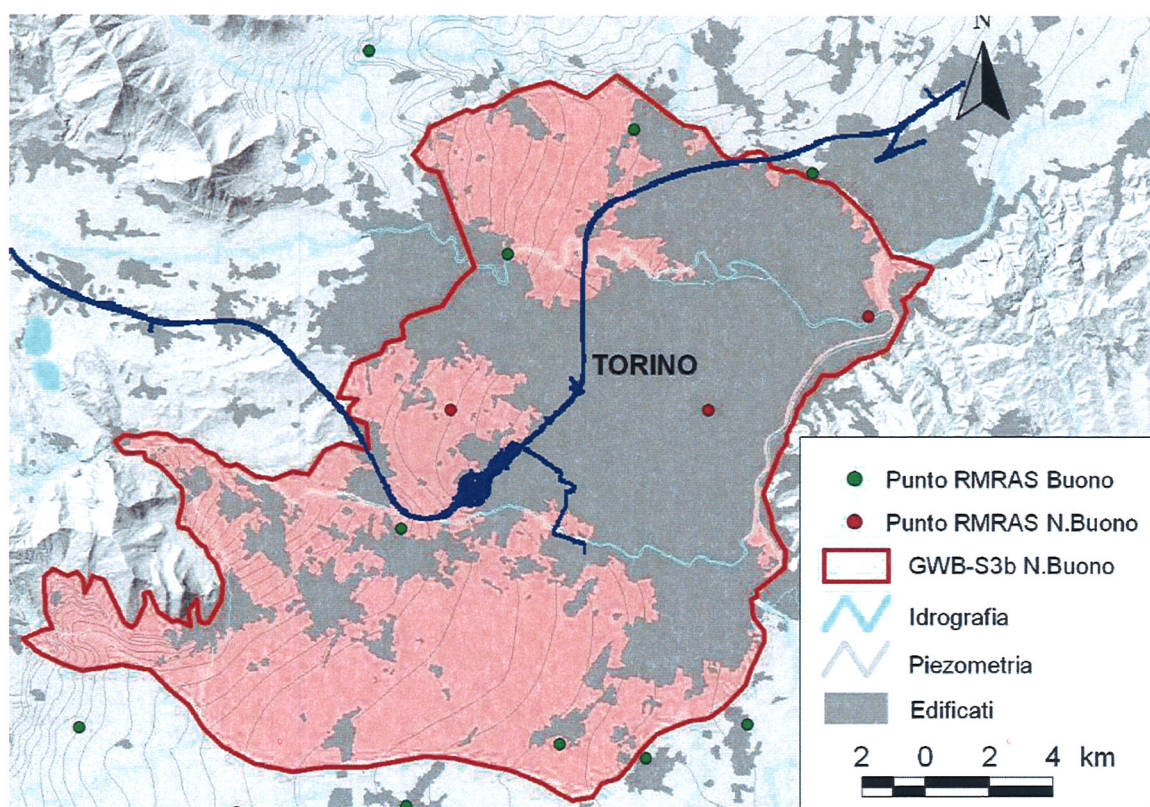 N
TORINO
Punto RMRAS Buono
Punto RMRAS N.Buono
GWB-S3b N.Buono
Idrografia
Piezometria
Edificati
2 0 2 4 km